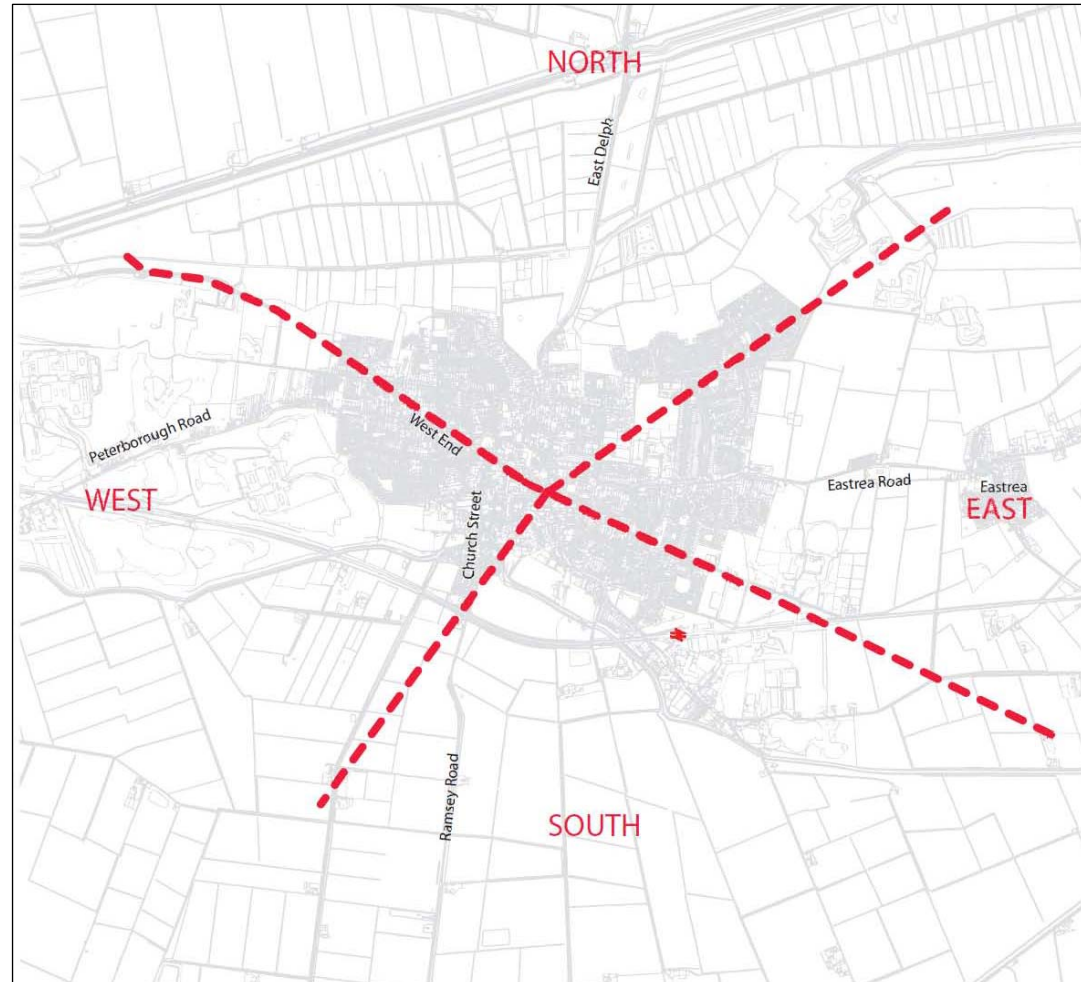 NORTH
East Delph
Peterborough Road
West End
WEST
Church Street
Eastrea Road
Eastrea
EAST
Ramsey Road
SOUTH